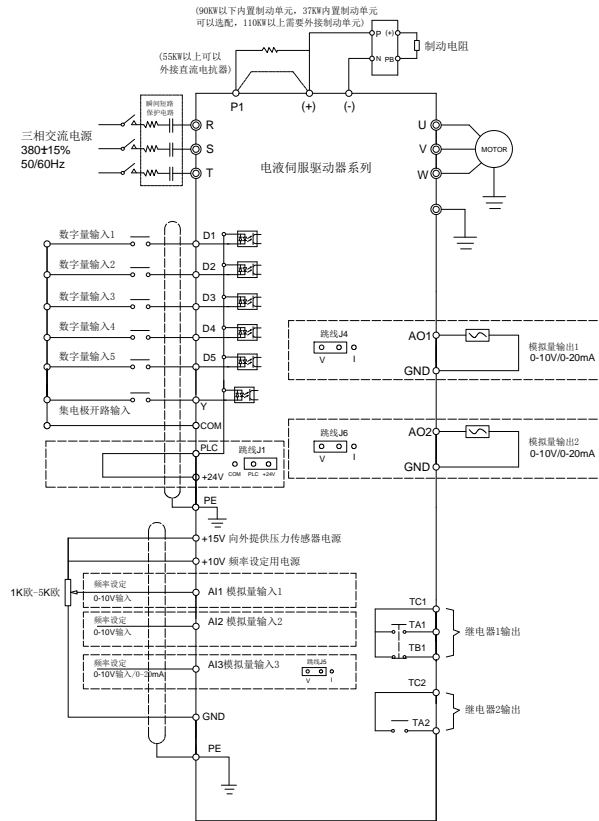 (90KW以下内置制动单元，37KW内置制动单元
可以选配，110KW以上需要外接制动单元)
P (+)
N PB
制动电阻
(55KW以上可以
外接直流电抗器)
P1
(+)
(-)
瞬间短路
保护电路
三相交流电源
380±15%
50/60Hz
R
S
T
电液伺服驱动器系列
U
V
W
MOTOR
数字量输入1
D1
数字量输入2
D2
数字量输入3
D3
数字量输入4
D4
数字量输入5
D5
集电极开路输入
Y
COM
PLC
跳线J1
COM PLC +24V
+24V
PE
跳线J4
V I
AO1
GND
模拟量输出1
0-10V/0-20mA
跳线J6
V I
AO2
GND
模拟量输出2
0-10V/0-20mA
+15V 向外提供压力传感器电源
+10V 频率设定用电源
1K欧-5K欧
频率设定
0-10V输入
AI1 模拟量输入1
频率设定
0-10V输入
AI2 模拟量输入2
频率设定
0-10V输入/0-20mA
AI3模拟量输入3
跳线J5
V I
GND
PE
TC1
TA1
TB1
继电器1输出
TC2
TA2
继电器2输出